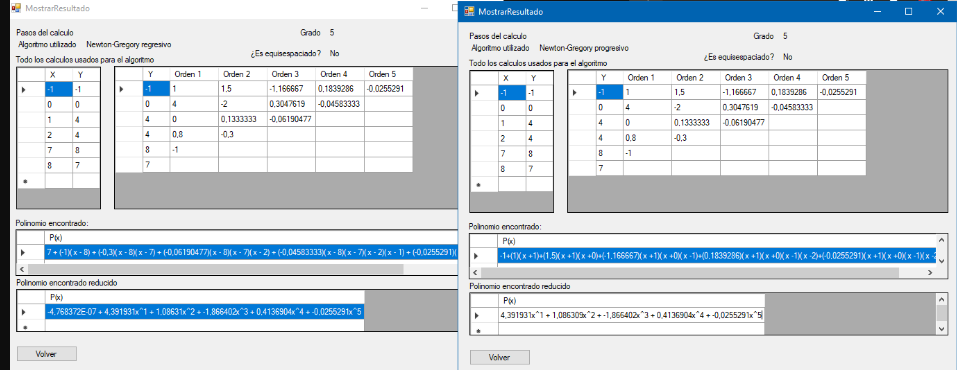 MostrarResultado
Pasos del calculo
Grado 5
Algoritmo utilizado Newton-Gregory regresivo
¿Es equisespaciado? No
Todo los calculos usados para el algoritmo
X Y
-1 -1
0 0
1 4
2 4
7 8
8 7
Y Orden 1 Orden 2 Orden 3 Orden 4 Orden 5
-1 1 1,5 -1,166667 0,1839286 -0,0255291
0 4 -2 0,3047619 -0,04583333
4 0 0,1333333 -0,06190477
4 0,8 -0,3
8 -1
7
Polinomio encontrado:
P(x)
7 + (-1)(x - 8) + (-0,3)(x - 8)(x - 7) + (-0,06190477)(x - 8)(x - 7)(x - 2) + (-0,04583333)(x - 8)(x - 7)(x - 2)(x - 1) + (-0,0255291)(
Polinomio encontrado reducido
P(x)
-4,768372E-07 + 4,391931x^1 + 1,08631x^2 + -1,866402x^3 + 0,4136904x^4 + -0,0255291x^5
Volver
MostrarResultado
Pasos del calculo
Grado 5
Algoritmo utilizado Newton-Gregory progresivo
¿Es equisespaciado? No
Todo los calculos usados para el algoritmo
X Y
-1 -1
0 0
1 4
2 4
7 8
8 7
Y Orden 1 Orden 2 Orden 3 Orden 4 Orden 5
-1 1 1,5 -1,166667 0,1839286 -0,0255291
0 4 -2 0,3047619 -0,04583333
4 0 0,1333333 -0,06190477
4 0,8 -0,3
8 -1
7
Polinomio encontrado:
P(x)
-1+(1)(x +1)+(1,5)(x +1)(x +0)+(-1,166667)(x +1)(x +0)(x -1)+(0,1839286)(x +1)(x +0)(x -1)(x -2)+(-0,0255291)(x +1)(x +0)(x -1)(x -2
Polinomio encontrado reducido
P(x)
4,391931x^1 + 1,086309x^2 + -1,866402x^3 + 0,4136904x^4 + -0,0255291x^5
Volver